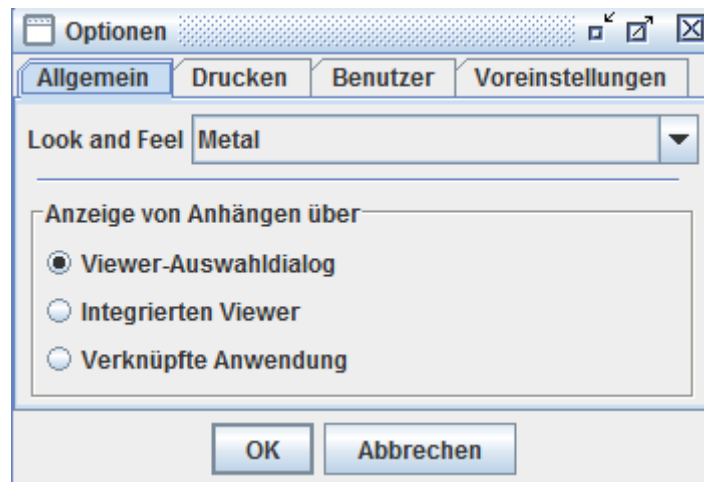 Optionen
Allgemein Drucken Benutzer Voreinstellungen
Look and Feel Metal
Anzeige von Anhängen über
Viewer-Auswahldialog
Integrierten Viewer
Verknüpfte Anwendung
OK Abbrechen